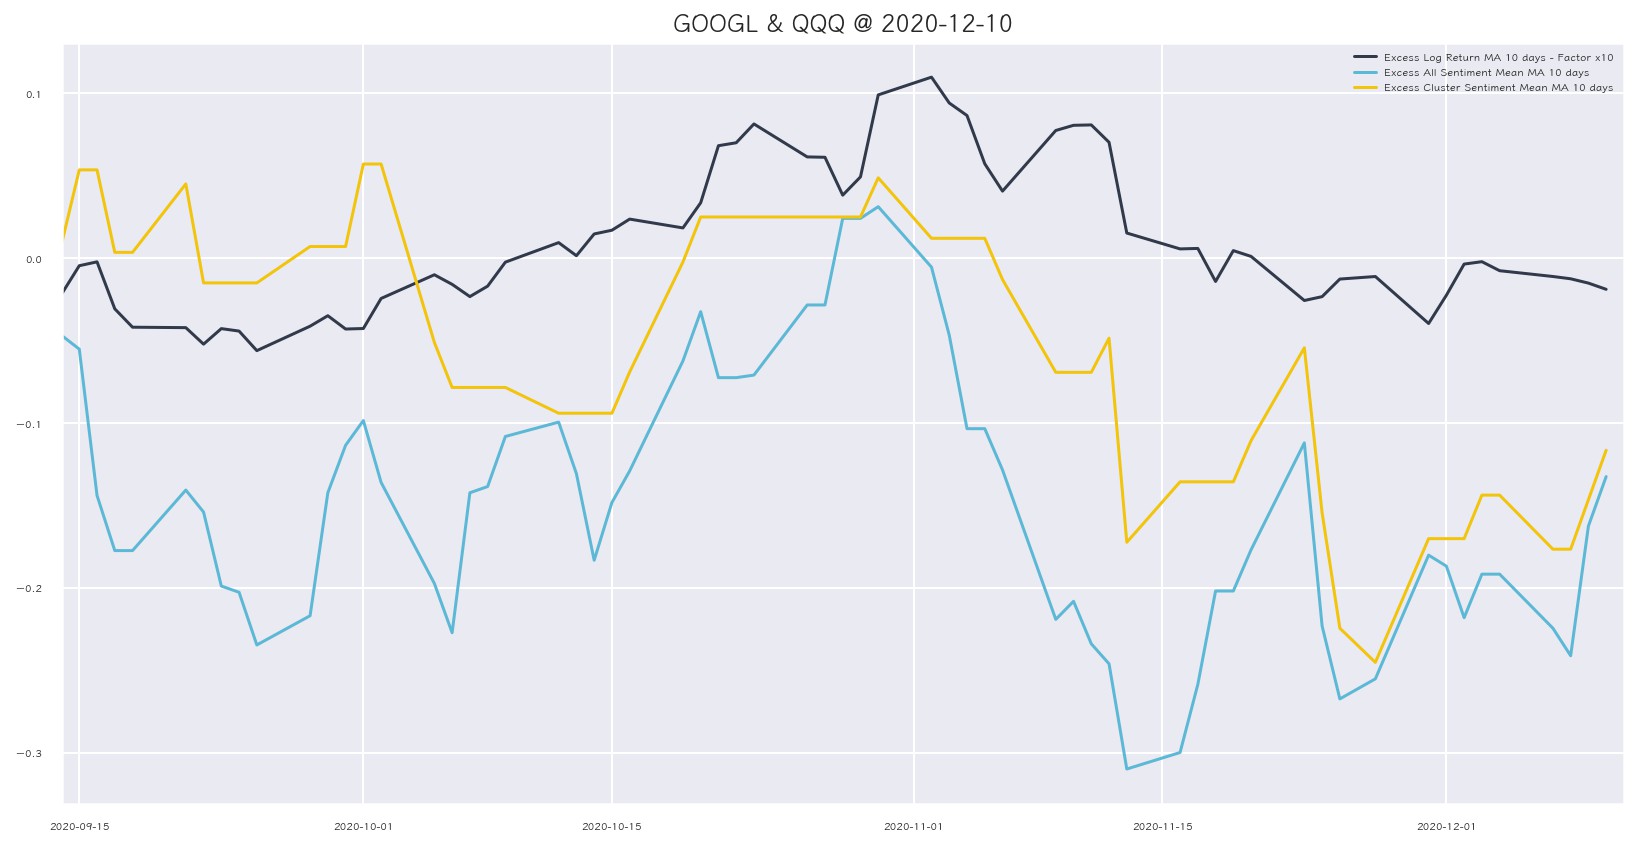 GOOGL & QQQ @ 2020-12-10
Excess Log Return MA 10 days - Factor x10
Excess All Sentiment Mean MA 10 days
Excess Cluster Sentiment Mean MA 10 days
0.1
0.0
−0.1
−0.2
−0.3
2020-09-15
2020-10-01
2020-10-15
2020-11-01
2020-11-15
2020-12-01